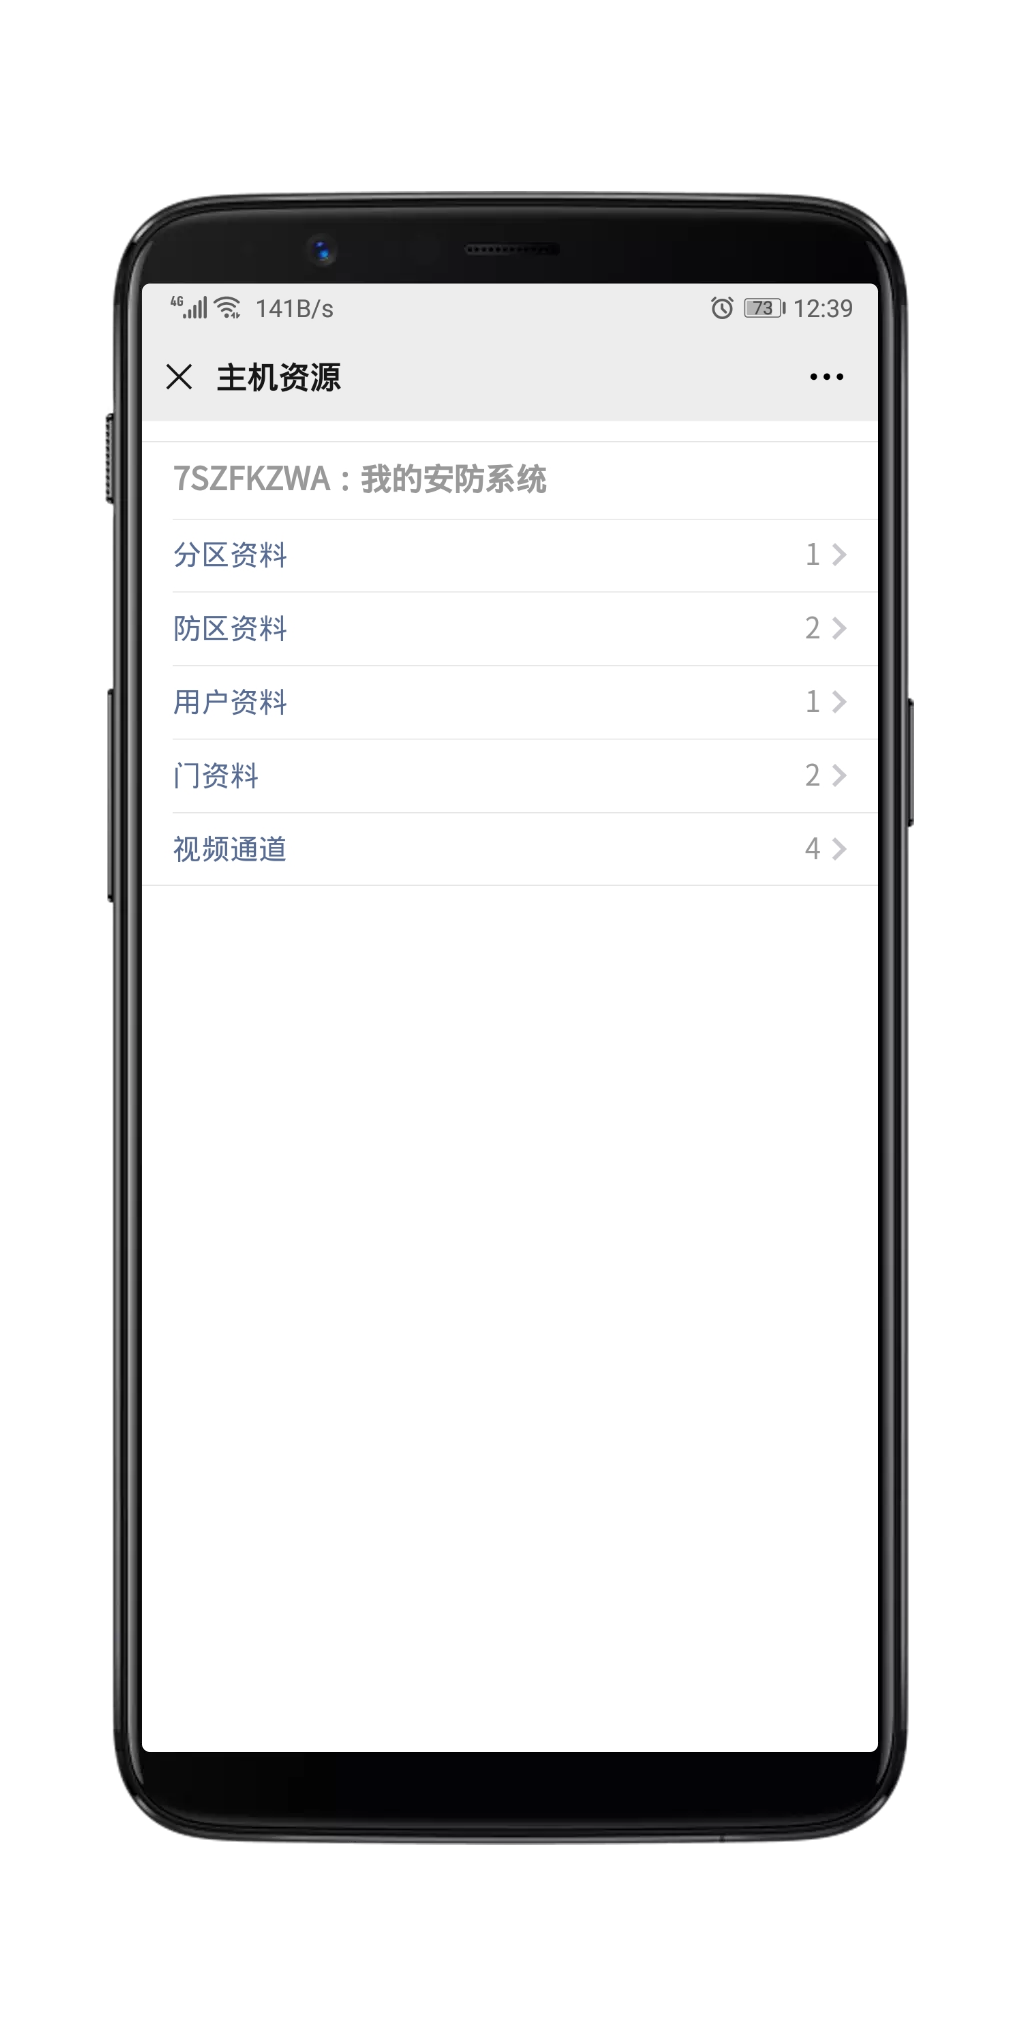 4G 141B/s 73 12:39
主机资源
7SZFKZWA：我的安防系统
分区资料 1
防区资料 2
用户资料 1
门资料 2
视频通道 4